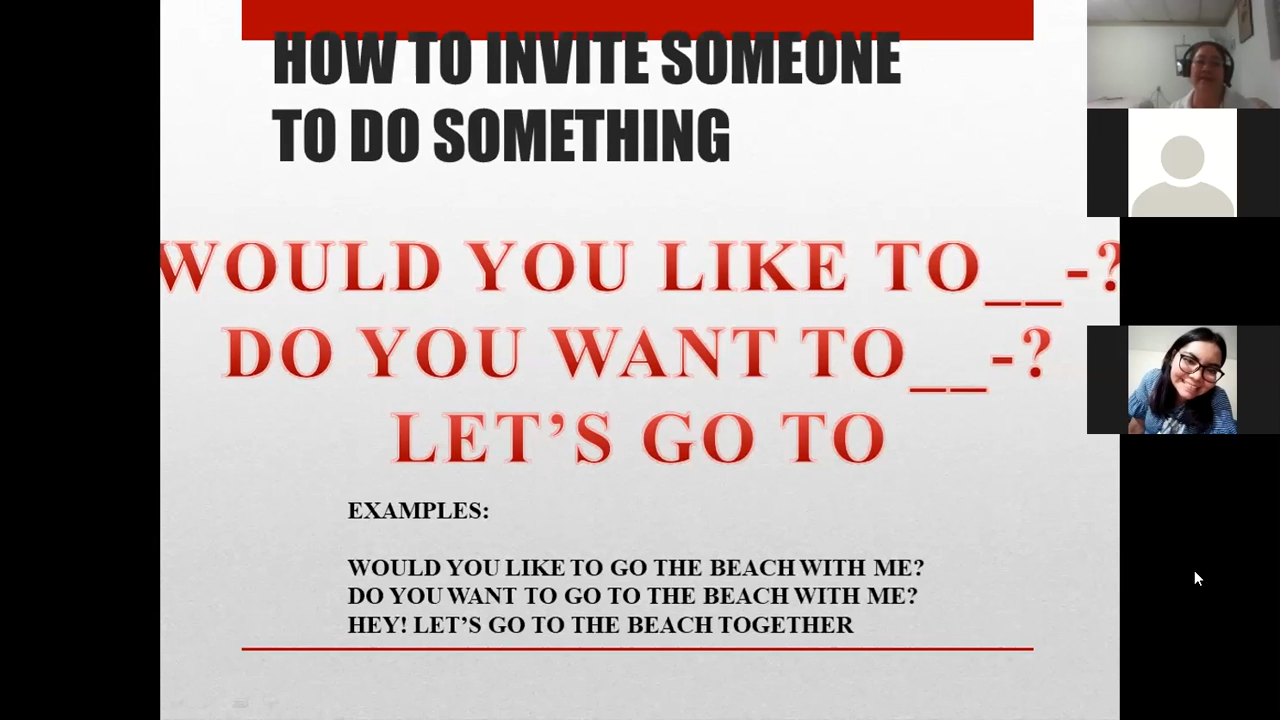 HOW TO INVITE SOMEONE
TO DO SOMETHING
WOULD YOU LIKE TO__-?
DO YOU WANT TO__-?
LET’S GO TO
EXAMPLES:
WOULD YOU LIKE TO GO THE BEACH WITH ME?
DO YOU WANT TO GO TO THE BEACH WITH ME?
HEY! LET’S GO TO THE BEACH TOGETHER